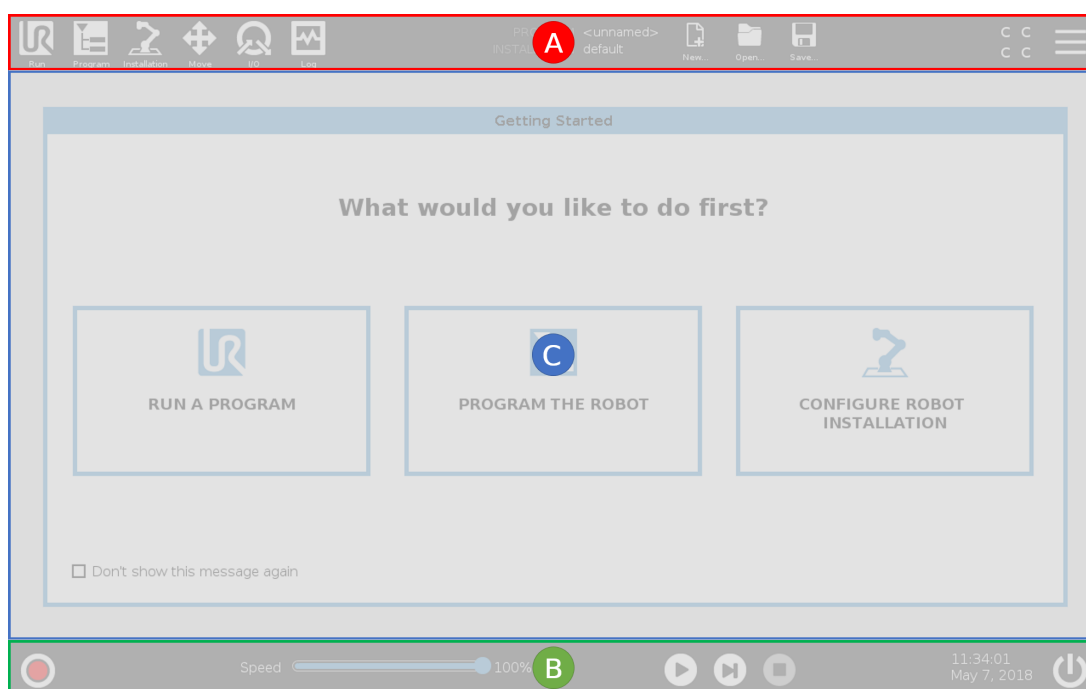 PRO A <unnamed>
INSTAL default
Run Program Installation Move I/O Log New... Open... Save...
C C
C C
Getting Started
What would you like to do first?
C
RUN A PROGRAM PROGRAM THE ROBOT CONFIGURE ROBOT
INSTALLATION
Don't show this message again
Speed 100% B 11:34:01
May 7, 2018